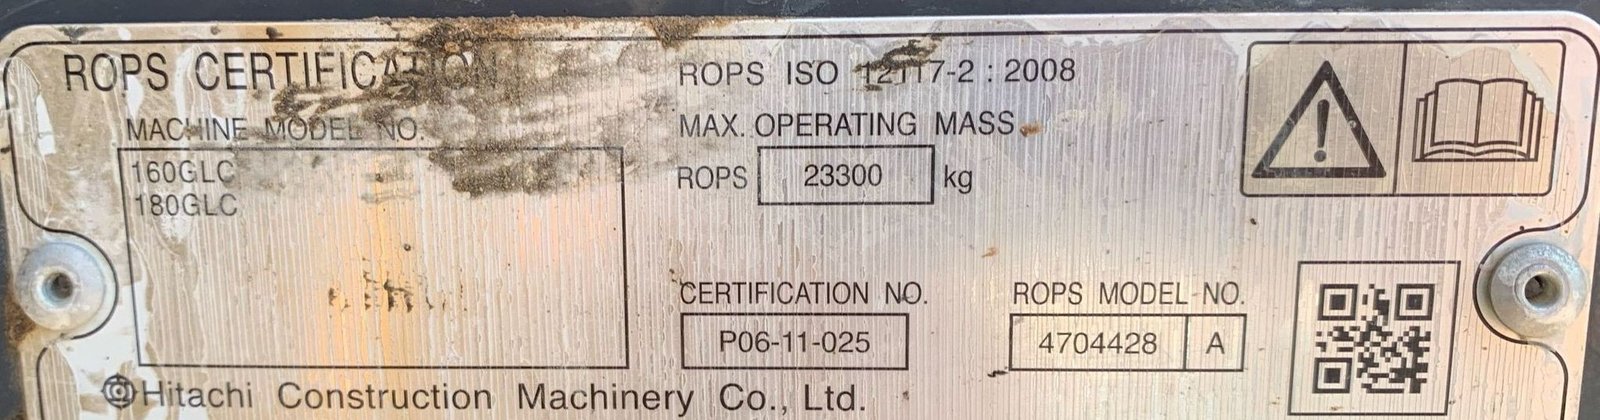 ROPS CERTIFICATION
MACHINE MODEL NO.
160GLC
180GLC
ROPS ISO 12117-2 : 2008
MAX. OPERATING MASS
ROPS 23300 kg
CERTIFICATION NO.
P06-11-025
ROPS MODEL NO.
4704428 A
Hitachi Construction Machinery Co., Ltd.